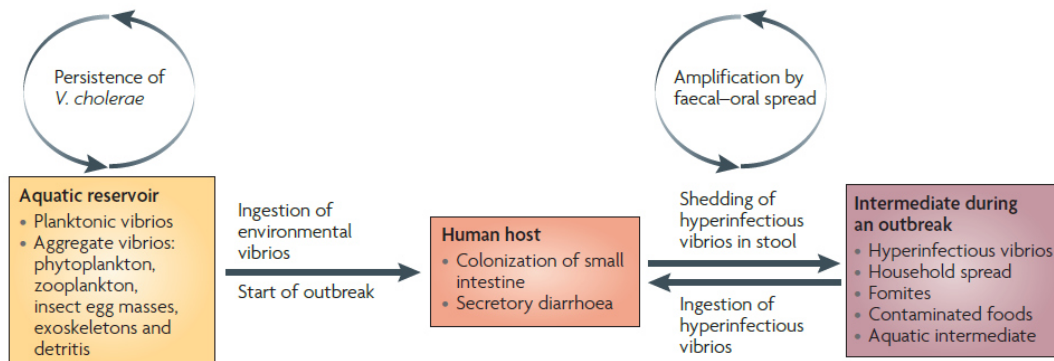 Persistence of
V. cholerae
Amplification by
faecal–oral spread
Aquatic reservoir
• Planktonic vibrios
• Aggregate vibrios:
phytoplankton,
zooplankton,
insect egg masses,
exoskeletons and
detritis
Ingestion of
environmental
vibrios
Start of outbreak
Human host
• Colonization of small
intestine
• Secretory diarrhoea
Shedding of
hyperinfectious
vibrios in stool
Ingestion of
hyperinfectious
vibrios
Intermediate during
an outbreak
• Hyperinfectious vibrios
• Household spread
• Fomites
• Contaminated foods
• Aquatic intermediate